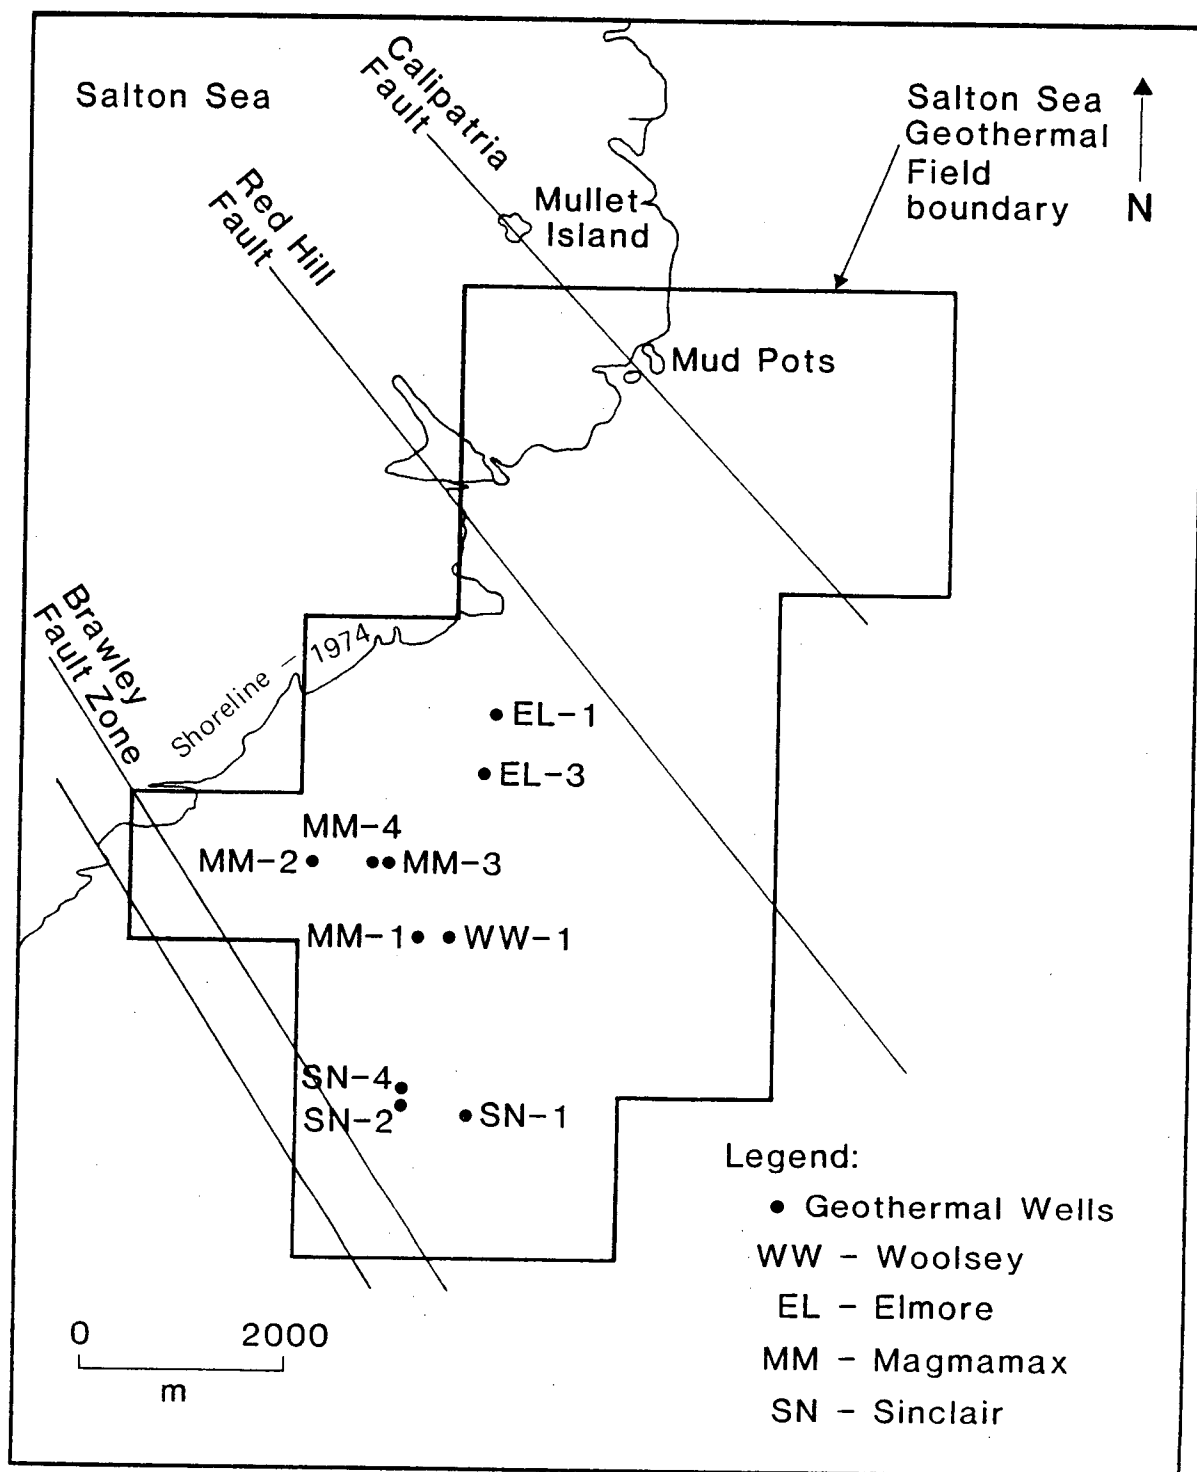 Salton Sea
Calipatria
Fault
Salton Sea
Geothermal
Field
boundary
N
Red Hill
Fault
Mullet
Island
Mud Pots
Brawley
Fault Zone
Shoreline – 1974
EL–1
EL–3
MM–4
MM–2
MM–3
MM–1
WW–1
SN–4
SN–2
SN–1
Legend:
Geothermal Wells
WW – Woolsey
EL – Elmore
MM – Magmamax
SN – Sinclair
0 2000
m